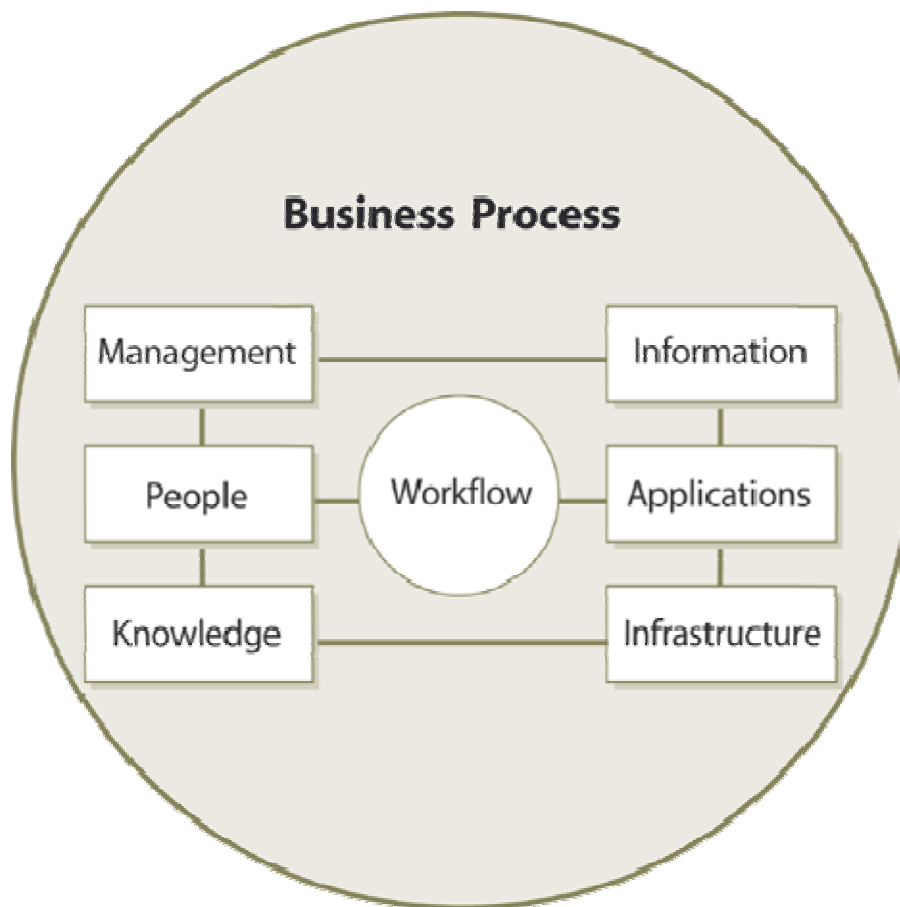 Business Process
Management
Information
People
Workflow
Applications
Knowledge
Infrastructure